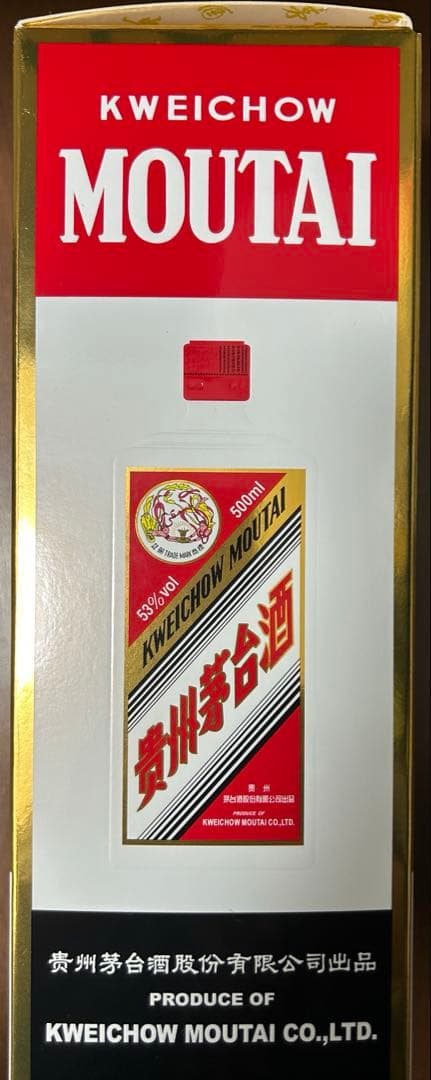 KWEICHOW
MOUTAI
500ml
53%vol
KWEICHOW MOUTAI
贵州茅台酒
贵 州
茅台酒股份有限公司出品
PRODUCE OF
KWEICHOW MOUTAI CO.,LTD.
贵州茅台酒股份有限公司出品
PRODUCE OF
KWEICHOW MOUTAI CO.,LTD.